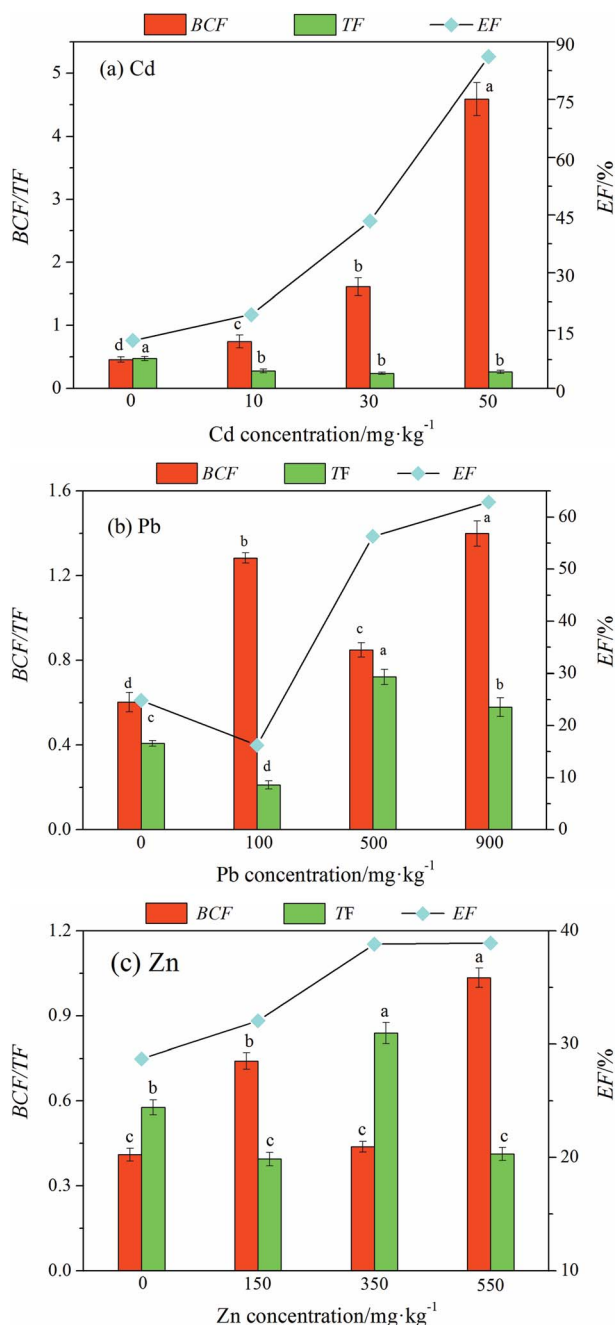 BCF TF EF
(a) Cd
BCF/TF
EF/%
5
4
3
2
1
0
90
75
60
45
30
15
0
d a c b b b a b
0 10 30 50
Cd concentration/mg·kg⁻¹
BCF TF EF
(b) Pb
BCF/TF
EF/%
1.6
1.2
0.8
0.4
0.0
60
50
40
30
20
10
0
d c b d c a a b
0 100 500 900
Pb concentration/mg·kg⁻¹
BCF TF EF
(c) Zn
BCF/TF
EF/%
1.2
0.9
0.6
0.3
0.0
40
30
20
10
c b b c c a a c
0 150 350 550
Zn concentration/mg·kg⁻¹